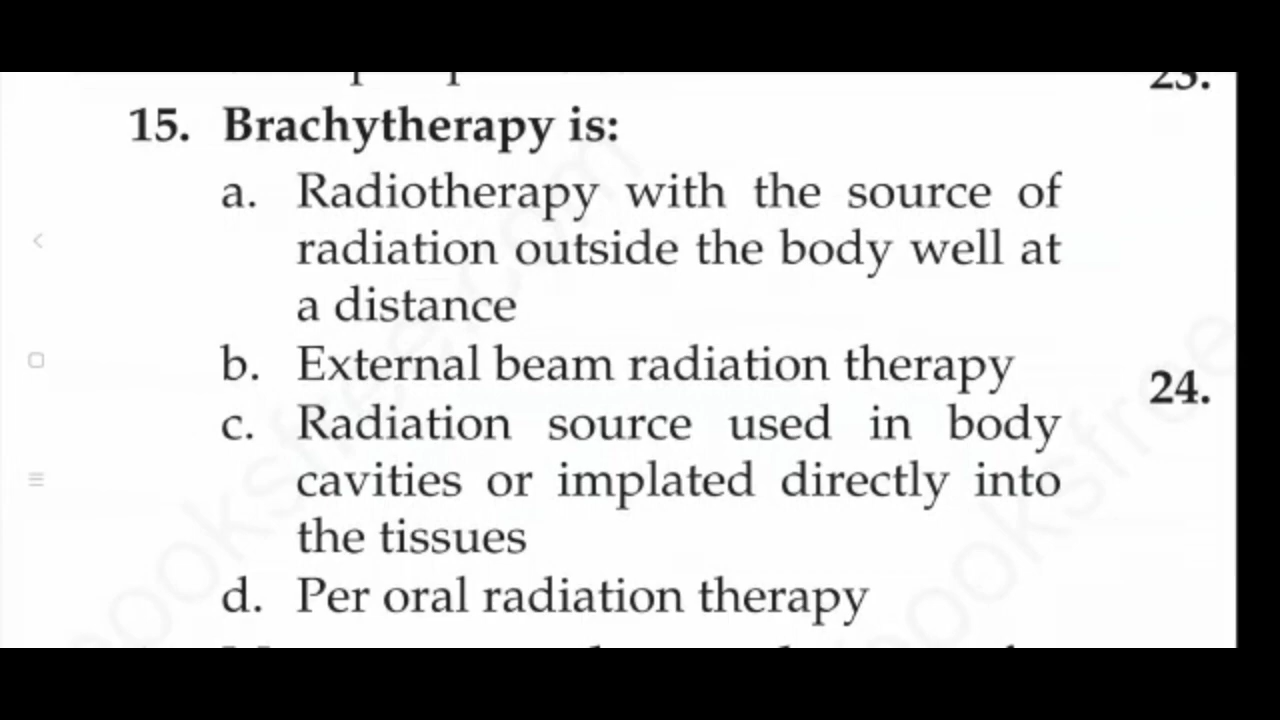 23.
15. Brachytherapy is:
a. Radiotherapy with the source of
radiation outside the body well at
a distance
b. External beam radiation therapy
24.
c. Radiation source used in body
cavities or implated directly into
the tissues
d. Per oral radiation therapy